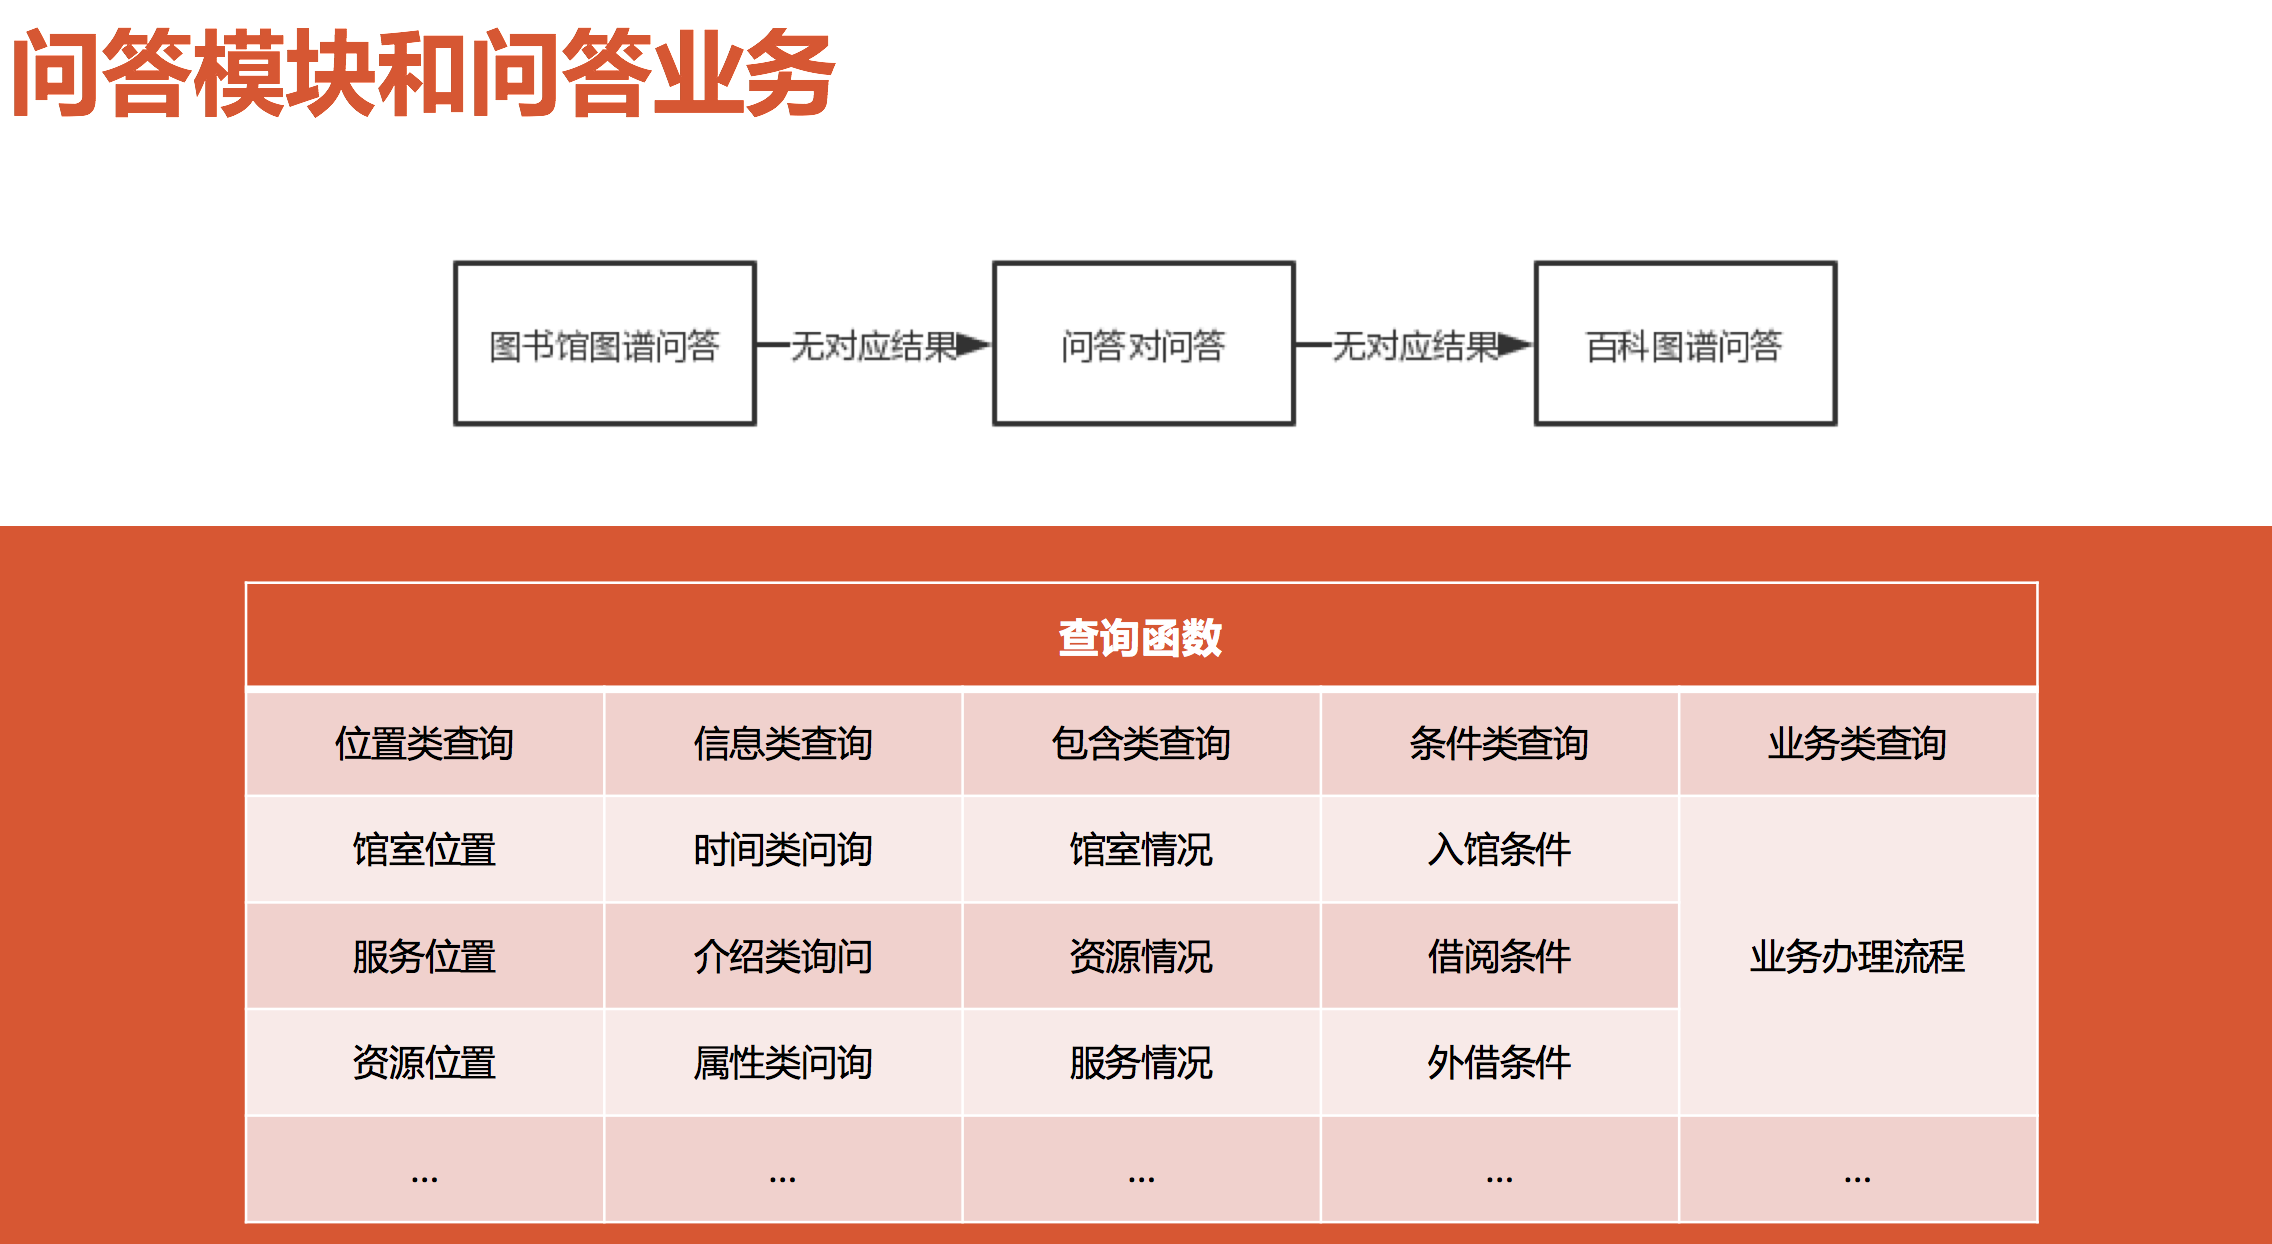 问答模块和问答业务
图书馆图谱问答 无对应结果 问答对问答 无对应结果 百科图谱问答
查询函数
位置类查询 信息类查询 包含类查询 条件类查询 业务类查询
馆室位置 时间类问询 馆室情况 入馆条件
服务位置 介绍类询问 资源情况 借阅条件 业务办理流程
资源位置 属性类问询 服务情况 外借条件
... ... ... ... ...